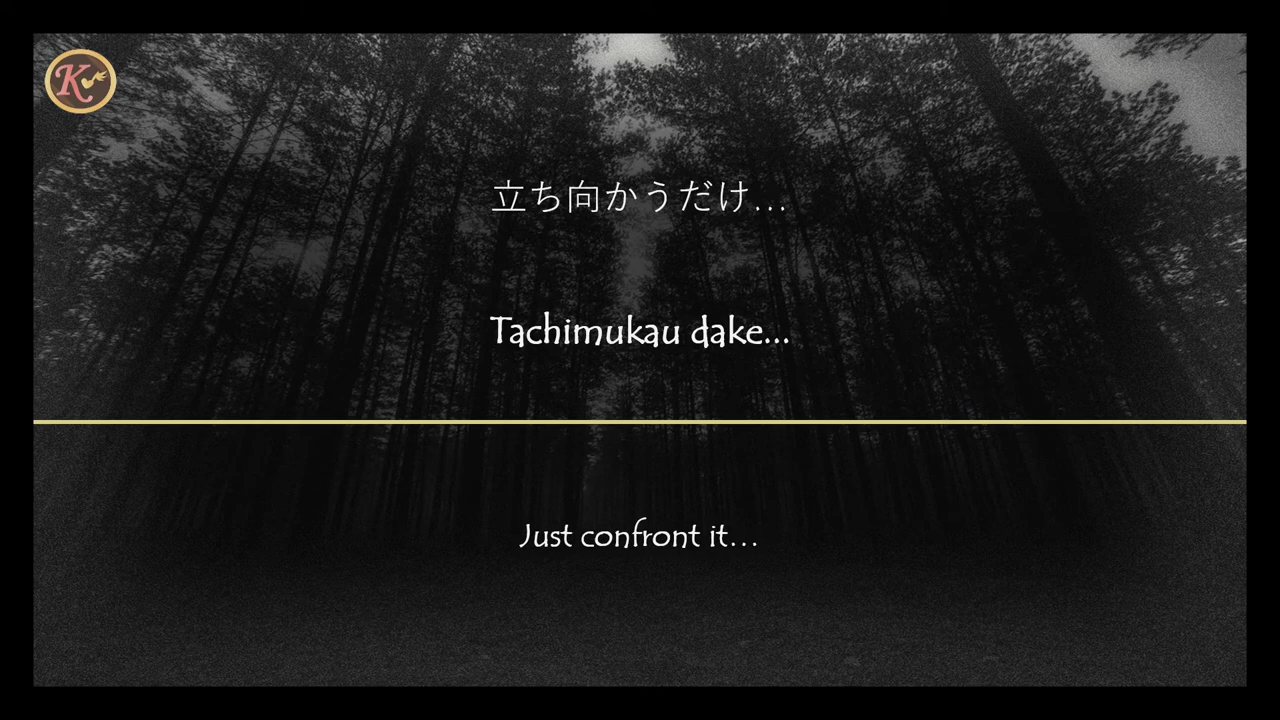 K
立ち向かうだけ…
Tachimukau dake...
Just confront it…